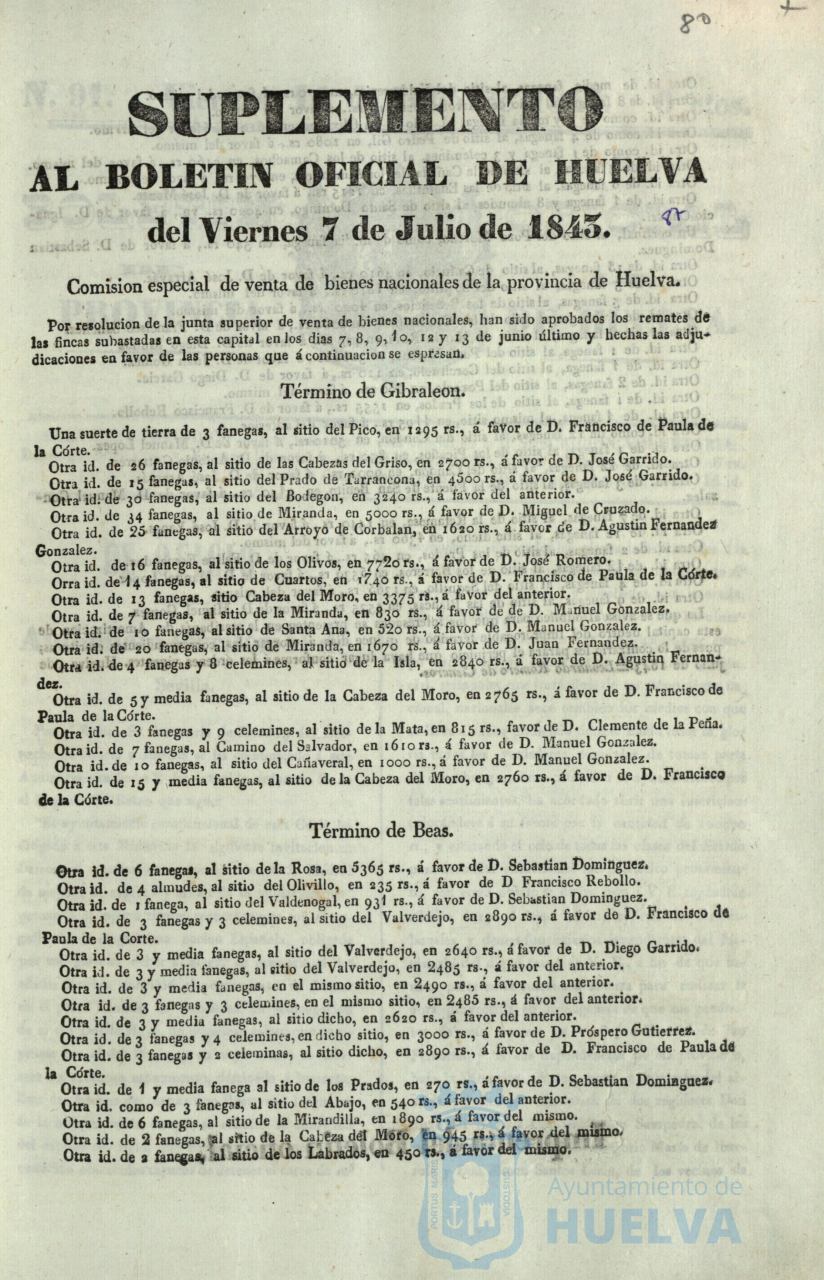 80
SUPLEMENTO
AL BOLETIN OFICIAL DE HUELVA
del Viernes 7 de Julio de 1843.
Comision especial de venta de bienes nacionales de la provincia de Huelva.
Por resolucion de la junta superior de venta de bienes nacionales, han sido aprobados los remates de
las fincas subastadas en esta capital en los dias 7, 8, 9, 10, 12 y 13 de junio último y hechas las adju-
dicaciones en favor de las personas que á continuacion se espresan.
Término de Gibraleon.
Una suerte de tierra de 3 fanegas, al sitio del Pico, en 1295 rs., á favor de D. Francisco de Paula de
la Córte.
Otra id. de 26 fanegas, al sitio de las Cabezas del Griso, en 2700 rs., á favor de D. José Garrido.
Otra id. de 15 fanegas, al sitio del Prado de Tarrancona, en 4500 rs., á favor de D. José Garrido.
Otra id. de 30 fanegas, al sitio del Bodegon, en 3240 rs., á favor del anterior.
Otra id. de 34 fanegas, al sitio de Miranda, en 5000 rs., á favor de D. Miguel de Cruzado.
Otra id. de 25 fanegas, al sitio del Arroyo de Corbalan, en 1620 rs., á favor de D. Agustin Fernandez
Gonzalez.
Otra id. de 16 fanegas, al sitio de los Olivos, en 7720 rs., á favor de D. José Romero.
Orra id. de 14 fanegas, al sitio de Cuartos, en 1740 rs., á favor de D. Francisco de Paula de la Córte.
Otra id. de 13 fanegas, sitio Cabeza del Moro, en 3375 rs., á favor del anterior.
Otra id. de 7 fanegas, al sitio de la Miranda, en 830 rs., á favor de de D. Manuel Gonzalez.
Otra id. de 10 fanegas, al sitio de Santa Ana, en 520 rs., á favor de D. Manuel Gonzalez.
Otra id. de 20 fanegas, al sitio de Miranda, en 1670 rs., á favor de D. Juan Fernandez.
Otra id. de 4 fanegas y 8 celemines, al sitio de la Isla, en 2840 rs., á favor de D. Agustin Fernan-
dez.
Otra id. de 5 y media fanegas, al sitio de la Cabeza del Moro, en 2765 rs., á favor de D. Francisco de
Paula de la Córte.
Otra id. de 3 fanegas y 9 celemines, al sitio de la Mata, en 815 rs., favor de D. Clemente de la Peña.
Otra id. de 7 fanegas, al Camino del Salvador, en 1610 rs., á favor de D. Manuel Gonzalez.
Otra id. de 10 fanegas, al sitio del Cañaveral, en 1000 rs., á favor de D. Manuel Gonzalez.
Otra id. de 15 y media fanegas, al sitio de la Cabeza del Moro, en 2760 rs., á favor de D. Francisco
de la Córte.
Término de Beas.
Otra id. de 6 fanegas, al sitio de la Rosa, en 5365 rs., á favor de D. Sebastian Dominguez.
Otra id. de 4 almudes, al sitio del Olivillo, en 235 rs., á favor de D Francisco Rebollo.
Otra id. de 1 fanega, al sitio del Valdenogal, en 931 rs., á favor de D. Sebastian Dominguez.
Otra id. de 3 fanegas y 3 celemines, al sitio del Valverdejo, en 2890 rs., á favor de D. Francisco de
Paula de la Corte.
Otra id. de 3 y media fanegas, al sitio del Valverdejo, en 2640 rs., á favor de D. Diego Garrido.
Otra id. de 3 y media fanegas, al sitio del Valverdejo, en 2485 rs., á favor del anterior.
Otra id. de 3 y media fanegas, en el mismo sitio, en 2490 rs., á favor del anterior.
Otra id. de 3 fanegas y 3 celemines, en el mismo sitio, en 2485 rs., á favor del anterior.
Otra id. de 3 y media fanegas, al sitio dicho, en 2620 rs., á favor del anterior.
Otra id. de 3 fanegas y 4 celemines, en dicho sitio, en 3000 rs., á favor de D. Próspero Gutierrez.
Otra id. de 3 fanegas y 2 celeminas, al sitio dicho, en 2890 rs., á favor de D. Francisco de Paula de
la Córte.
Otra id. de 1 y media fanega al sitio de los Prados, en 270 rs., á favor de D. Sebastian Dominguez.
Otra id. como de 3 fanegas, al sitio del Abajo, en 540 rs., á favor del anterior.
Otra id. de 6 fanegas, al sitio de la Mirandilla, en 1890 rs., á favor del mismo.
Otra id. de 2 fanegas, al sitio de la Cabeza del Moro, en 945 rs., á favor del mismo.
Otra id. de 2 fanegas, al sitio de los Labrados, en 450 rs., á favor del mismo.
PORTUS MARIS
CUSTODIA
Ayuntamiento de
HUELVA